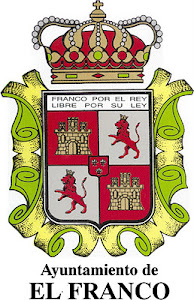 FRANCO POR EL REY
LIBRE POR SU LEY
Ayuntamiento de
EL FRANCO